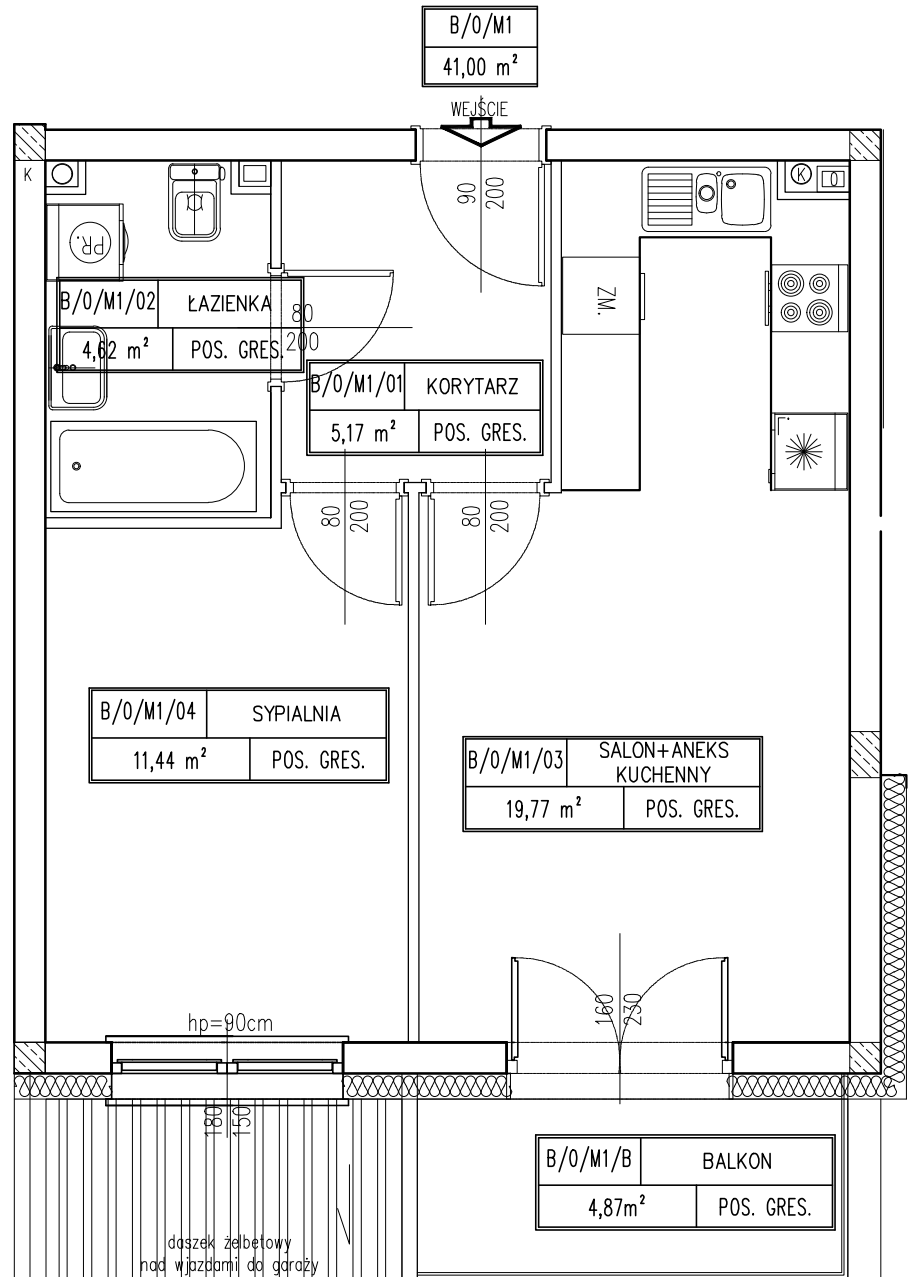 B/0/M1
41,00 m²
WEJŚCIE
K
K
90
200
PR.
ZM.
B/0/M1/02 ŁAZIENKA
4,62 m² POS. GRES.
80
200
B/0/M1/01 KORYTARZ
5,17 m² POS. GRES.
80
200
80
200
B/0/M1/04 SYPIALNIA
11,44 m² POS. GRES.
B/0/M1/03 SALON+ANEKS
KUCHENNY
19,77 m² POS. GRES.
160
230
hp=90cm
180
150
B/0/M1/B BALKON
4,87m² POS. GRES.
daszek żelbetowy
nad wjazdami do garaży